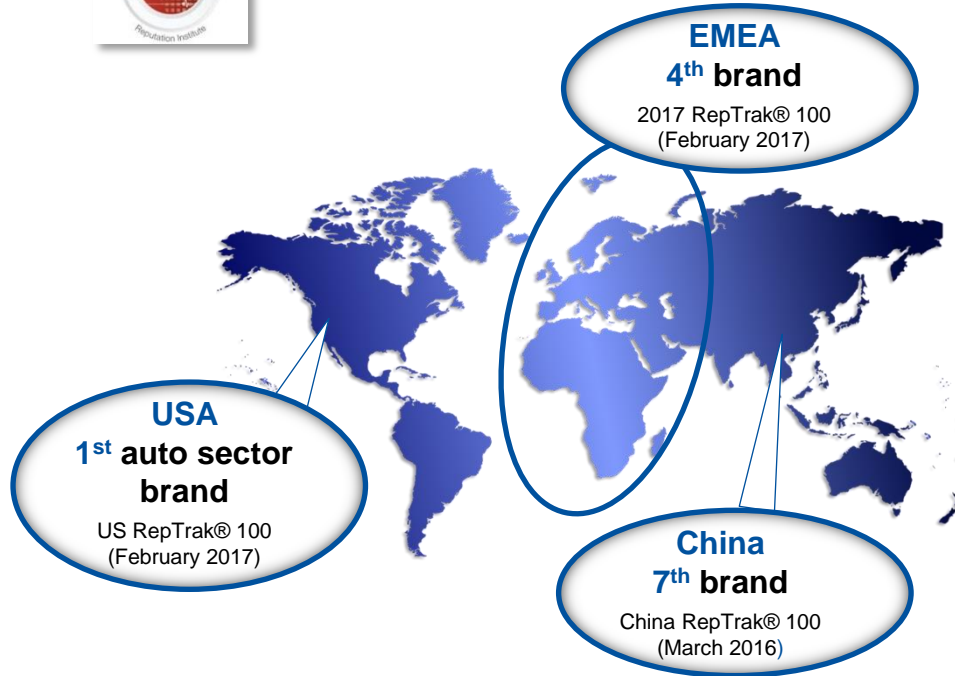 Reputation Institute
EMEA
4th brand
2017 RepTrak® 100
(February 2017)
USA
1st auto sector
brand
US RepTrak® 100
(February 2017)
China
7th brand
China RepTrak® 100
(March 2016)